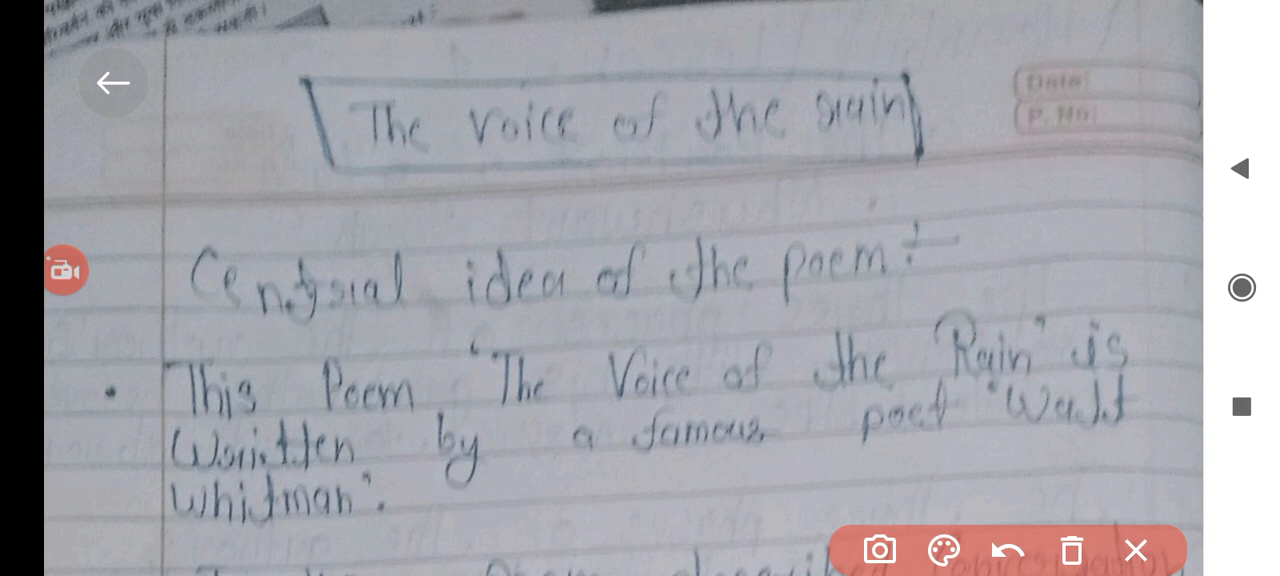 The voice of the rain
Date:
P. No:
Central idea of the poem :-
• This Poem "The Voice of the Rain" is
Written by a famous poet "Walt
Whitman".